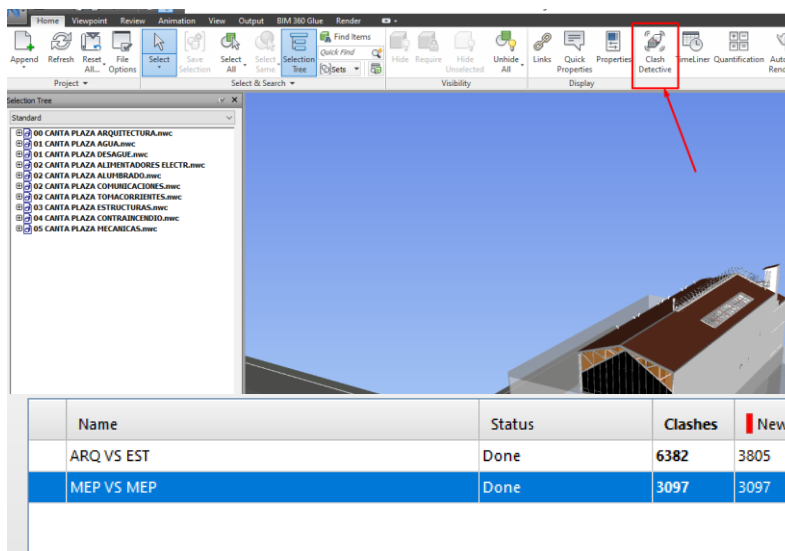 Home Viewpoint Review Animation View Output BIM 360 Glue Render
Append Refresh Reset All... File Options Select Save Selection Select All Select Same Selection Tree Find Items Quick Find Sets Hide Require Hide Unselected Unhide All Links Quick Properties Properties Clash Detective TimeLiner Quantification
Project Select & Search Visibility Display
Selection Tree
Standard
00 CANTA PLAZA ARQUITECTURA.nwc
01 CANTA PLAZA AGUA.nwc
01 CANTA PLAZA DESAGUE.nwc
02 CANTA PLAZA ALIMENTADORES ELECTR.nwc
02 CANTA PLAZA ALUMBRADO.nwc
02 CANTA PLAZA COMUNICACIONES.nwc
02 CANTA PLAZA TOMACORRIENTES.nwc
03 CANTA PLAZA ESTRUCTURAS.nwc
04 CANTA PLAZA CONTRAINCENDIO.nwc
05 CANTA PLAZA MECANICAS.nwc
Name Status Clashes New
ARQ VS EST Done 6382 3805
MEP VS MEP Done 3097 3097